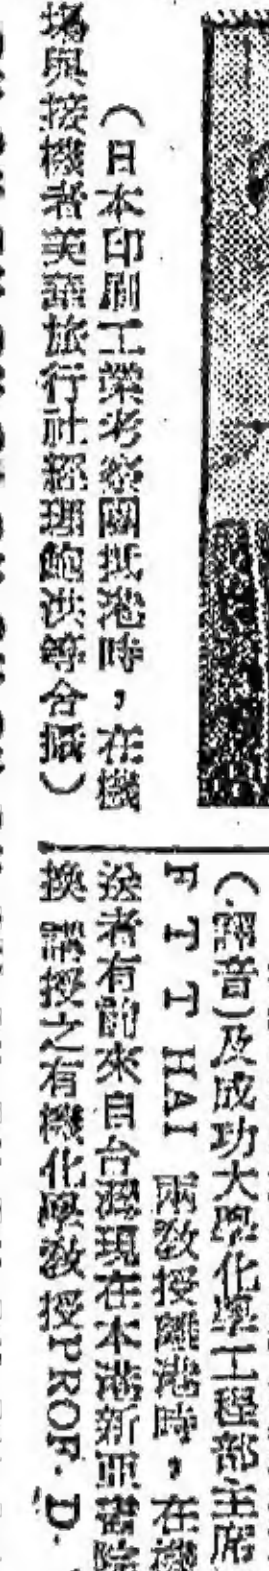 （日本印刷工業考察團抵港時，在機
場與接機者美華旅行社經理鮑洪等合攝）
（譯音）及成功大學化學工程部主席
F T T HAI 兩教授離港時，在機
送者有前來自台灣現在本港新亞書院
換講授之有機化學教授PROF. D.